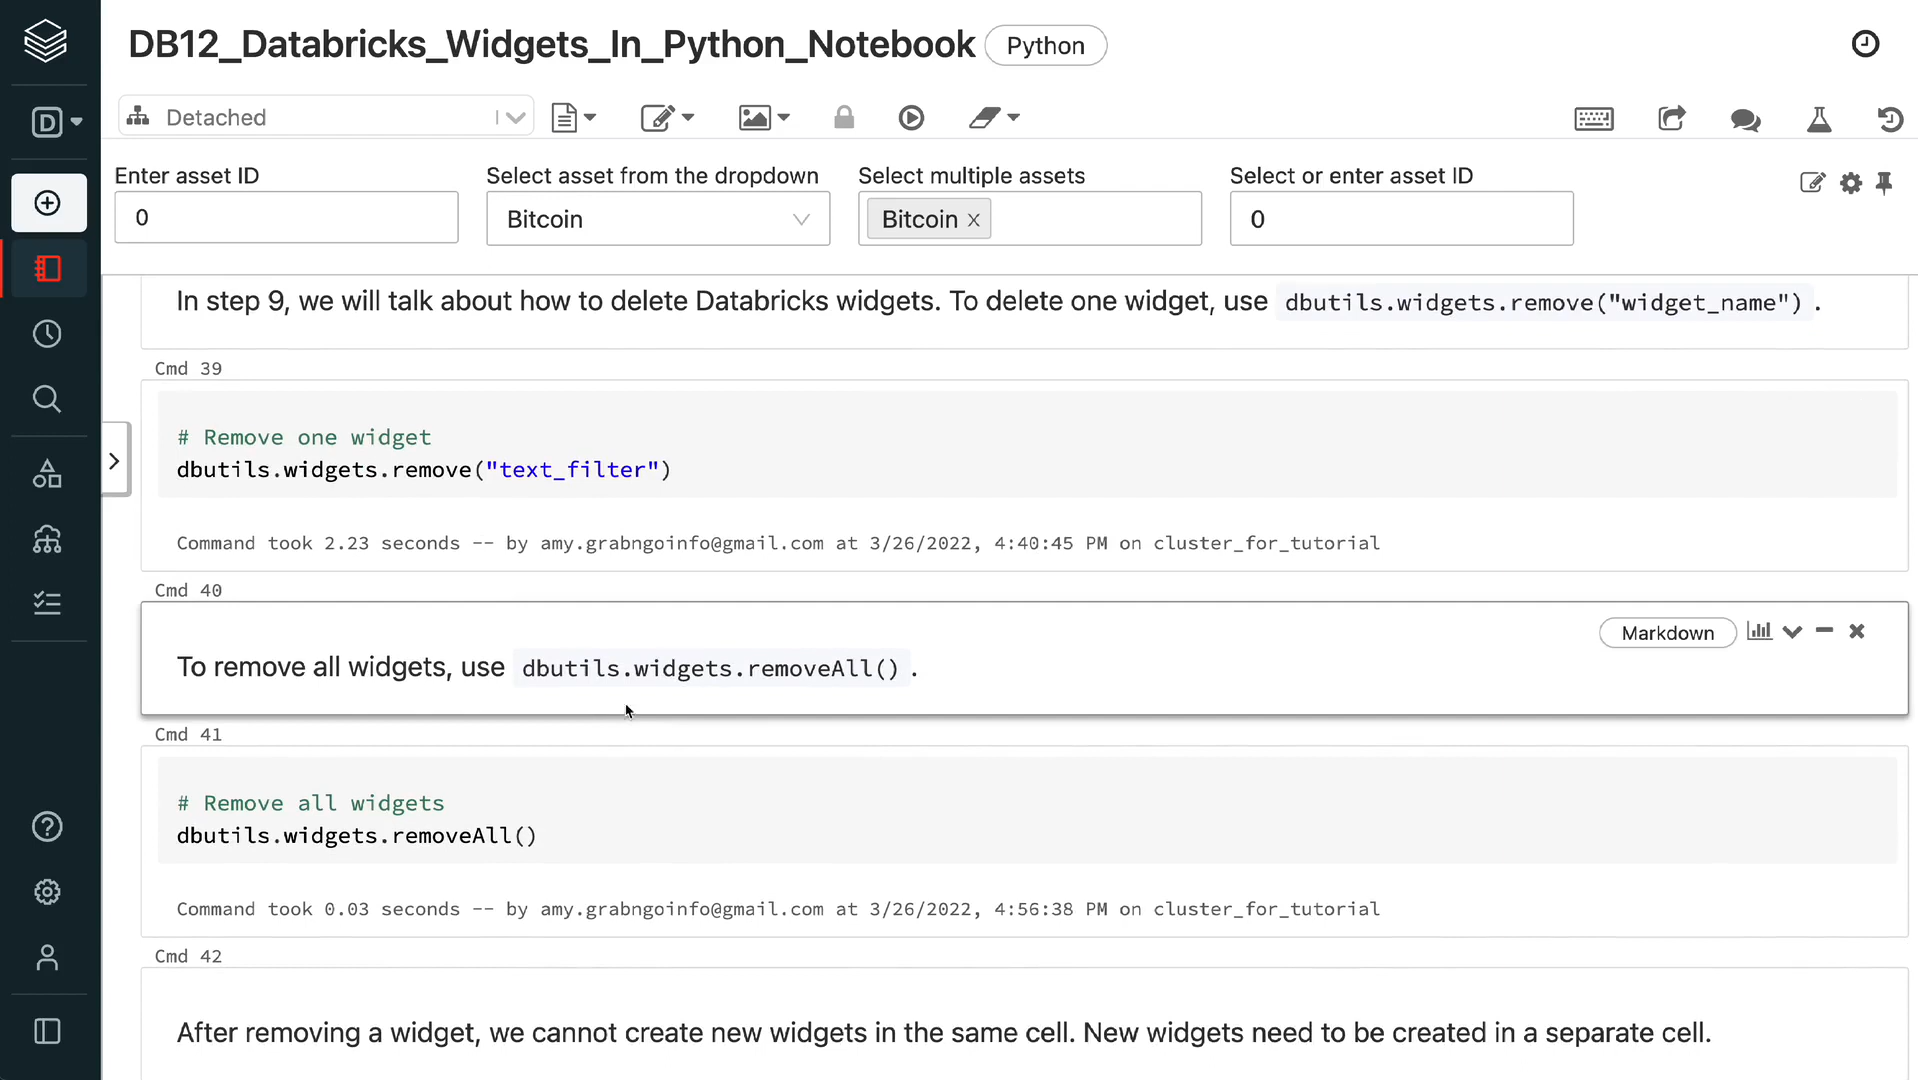 DB12_Databricks_Widgets_In_Python_Notebook Python
D
Detached
Enter asset ID
0
Select asset from the dropdown
Bitcoin
Select multiple assets
Bitcoin ×
Select or enter asset ID
0
In step 9, we will talk about how to delete Databricks widgets. To delete one widget, use dbutils.widgets.remove("widget_name") .
Cmd 39
# Remove one widget
dbutils.widgets.remove("text_filter")
Command took 2.23 seconds -- by amy.grabngoinfo@gmail.com at 3/26/2022, 4:40:45 PM on cluster_for_tutorial
Cmd 40
Markdown
To remove all widgets, use dbutils.widgets.removeAll() .
Cmd 41
# Remove all widgets
dbutils.widgets.removeAll()
Command took 0.03 seconds -- by amy.grabngoinfo@gmail.com at 3/26/2022, 4:56:38 PM on cluster_for_tutorial
Cmd 42
After removing a widget, we cannot create new widgets in the same cell. New widgets need to be created in a separate cell.